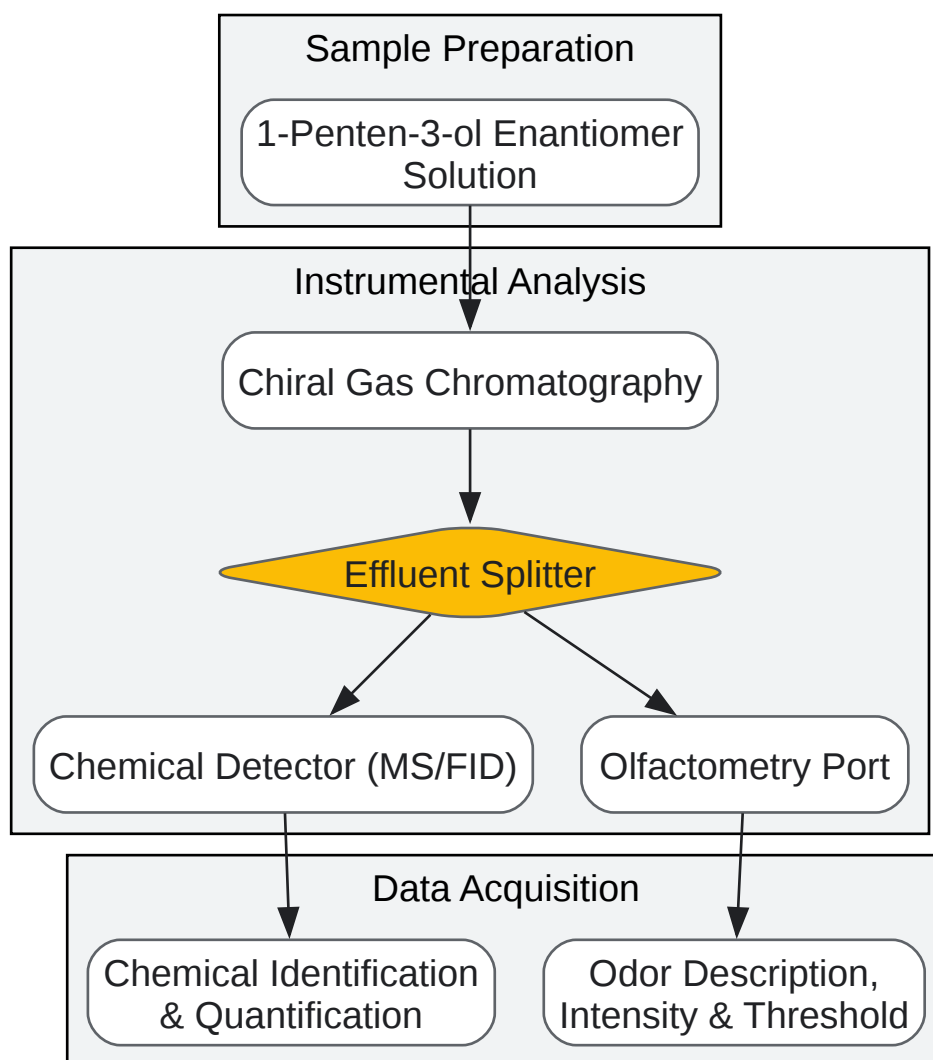 Sample Preparation
1-Penten-3-ol Enantiomer
Solution
Instrumental Analysis
Chiral Gas Chromatography
Effluent Splitter
Chemical Detector (MS/FID)
Olfactometry Port
Data Acquisition
Chemical Identification
& Quantification
Odor Description,
Intensity & Threshold